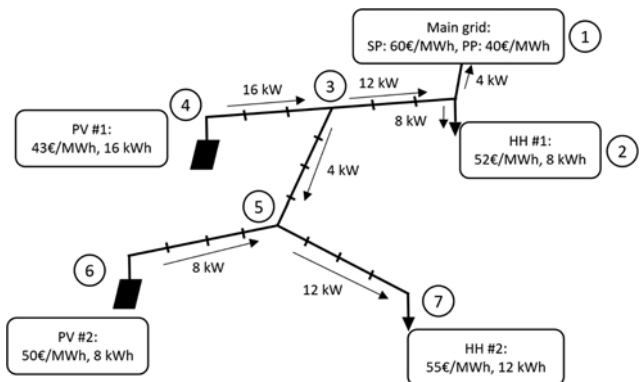 Main grid:
SP: 60€/MWh, PP: 40€/MWh
1
16 kW
3
12 kW
4 kW
4
PV #1:
43€/MWh, 16 kWh
8 kW
HH #1:
52€/MWh, 8 kWh
2
4 kW
5
6
8 kW
12 kW
7
PV #2:
50€/MWh, 8 kWh
HH #2:
55€/MWh, 12 kWh